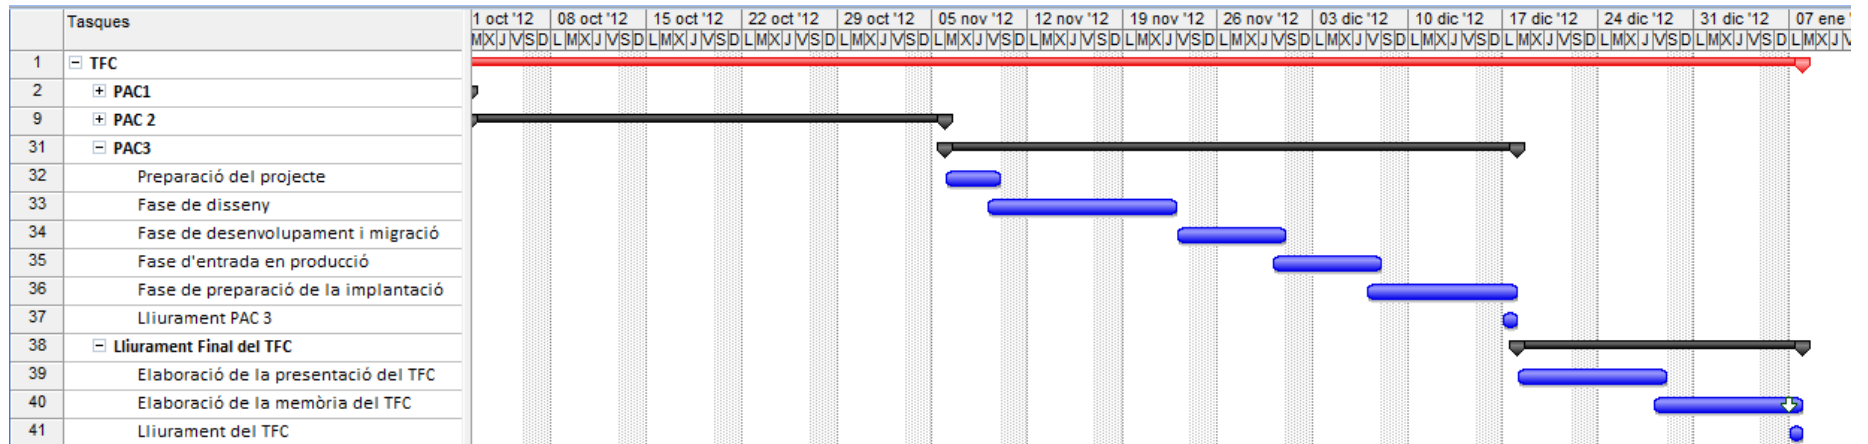 Tasques
1 oct '12 08 oct '12 15 oct '12 22 oct '12 29 oct '12 05 nov '12 12 nov '12 19 nov '12 26 nov '12 03 dic '12 10 dic '12 17 dic '12 24 dic '12 31 dic '12 07 ene '
M X J V S D L M X J V S D L M X J V S D L M X J V S D L M X J V S D L M X J V S D L M X J V S D L M X J V S D L M X J V S D L M X J V S D L M X J V S D L M X J V S D L M X J V S D L M X J V S D L M X J V
1 TFC
2 PAC1
9 PAC 2
31 PAC3
32 Preparació del projecte
33 Fase de disseny
34 Fase de desenvolupament i migració
35 Fase d'entrada en producció
36 Fase de preparació de la implantació
37 Lliurament PAC 3
38 Lliurament Final del TFC
39 Elaboració de la presentació del TFC
40 Elaboració de la memòria del TFC
41 Lliurament del TFC